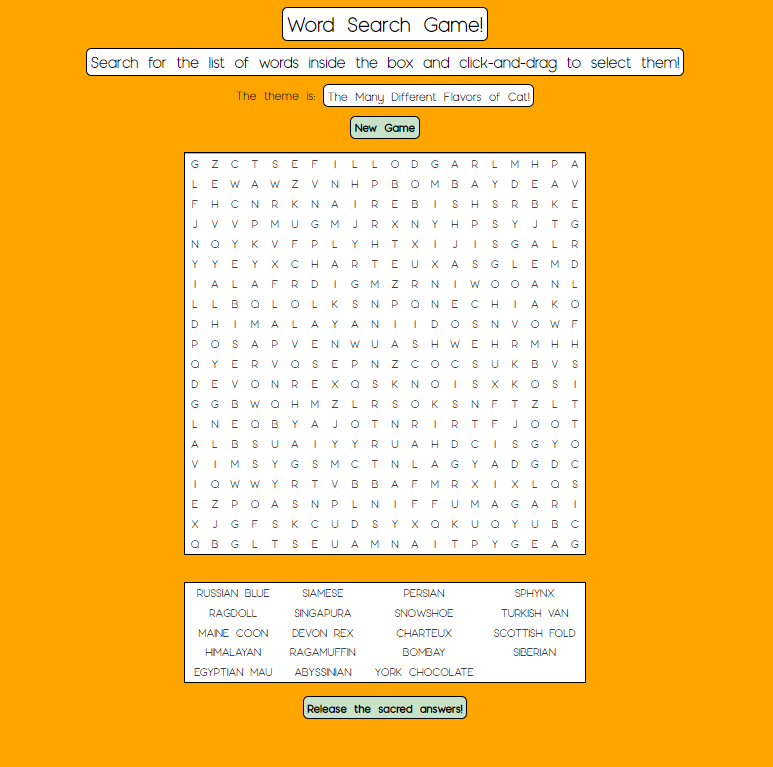 Word Search Game!
Search for the list of words inside the box and click-and-drag to select them!
The theme is: The Many Different Flavors of Cat!
New Game
G Z C T S E F I L L O D G A R L M H P A
L E W A W Z V N H P B O M B A Y D E A V
F H C N R K N A I R E B I S H S R B K E
J V V P M U G M J R X N Y H P S Y J T G
N Q Y K V F P L Y H T X I J I S G A L R
Y Y E Y X C H A R T E U X A S G L E M D
I A L A F R D I G M Z R N I W O O A N L
L L B Q L O L K S N P Q N E C H I A K O
D H I M A L A Y A N I I D O S N V O W F
P O S A P V E N W U A S H W E H R M H H
Q Y E R V Q S E P N Z C O C S U K B V S
D E V O N R E X Q S K N O I S X K O S I
G G B W Q H M Z L R S O K S N F T Z L T
L N E Q B Y A J O T N R I R T F J O O T
A L B S U A I Y Y R U A H D C I S G Y O
V I M S Y G S M C T N L A G Y A D G D C
I Q W W Y R T V B B A F M R X I X L Q S
E Z P O A S N P L N I F F U M A G A R I
X J G F S K C U D S Y X Q K U Q Y U B C
Q B G L T S E U A M N A I T P Y G E A G
RUSSIAN BLUE SIAMESE PERSIAN SPHYNX
RAGDOLL SINGAPURA SNOWSHOE TURKISH VAN
MAINE COON DEVON REX CHARTEUX SCOTTISH FOLD
HIMALAYAN RAGAMUFFIN BOMBAY SIBERIAN
EGYPTIAN MAU ABYSSINIAN YORK CHOCOLATE
Release the sacred answers!